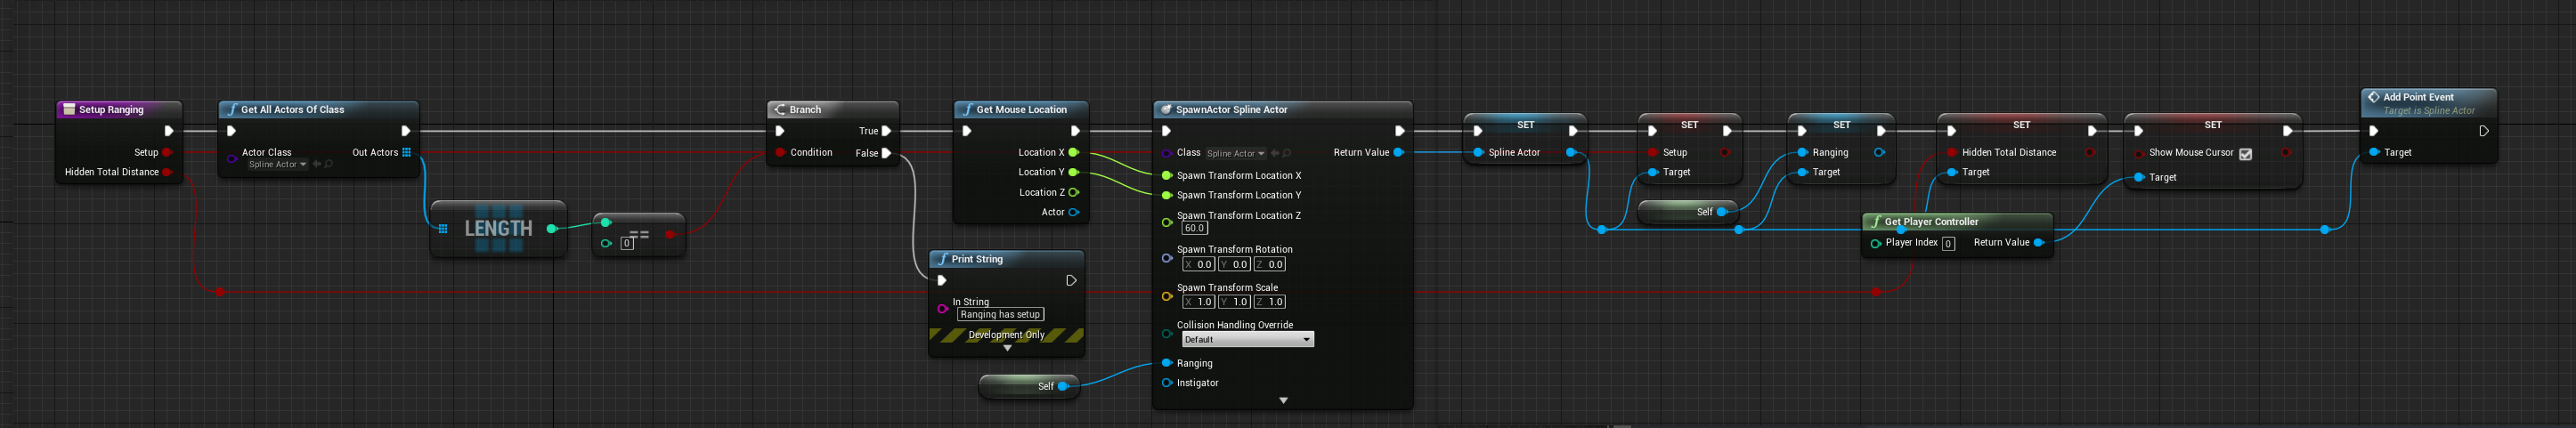 Setup Ranging
Setup
Hidden Total Distance
Get All Actors Of Class
Actor Class
Spline Actor
Out Actors
LENGTH
==
0
Branch
True
Condition
False
Get Mouse Location
Location X
Location Y
Location Z
Actor
Print String
In String
Ranging has setup
Development Only
Self
SpawnActor Spline Actor
Class Spline Actor
Return Value
Spawn Transform Location X
Spawn Transform Location Y
Spawn Transform Location Z
60.0
Spawn Transform Rotation
X 0.0 Y 0.0 Z 0.0
Spawn Transform Scale
X 1.0 Y 1.0 Z 1.0
Collision Handling Override
Default
Ranging
Instigator
SET
Spline Actor
SET
Setup
Target
Self
SET
Ranging
Target
SET
Hidden Total Distance
Target
Get Player Controller
Player Index 0 Return Value
SET
Show Mouse Cursor
Target
Add Point Event
Target is Spline Actor
Target